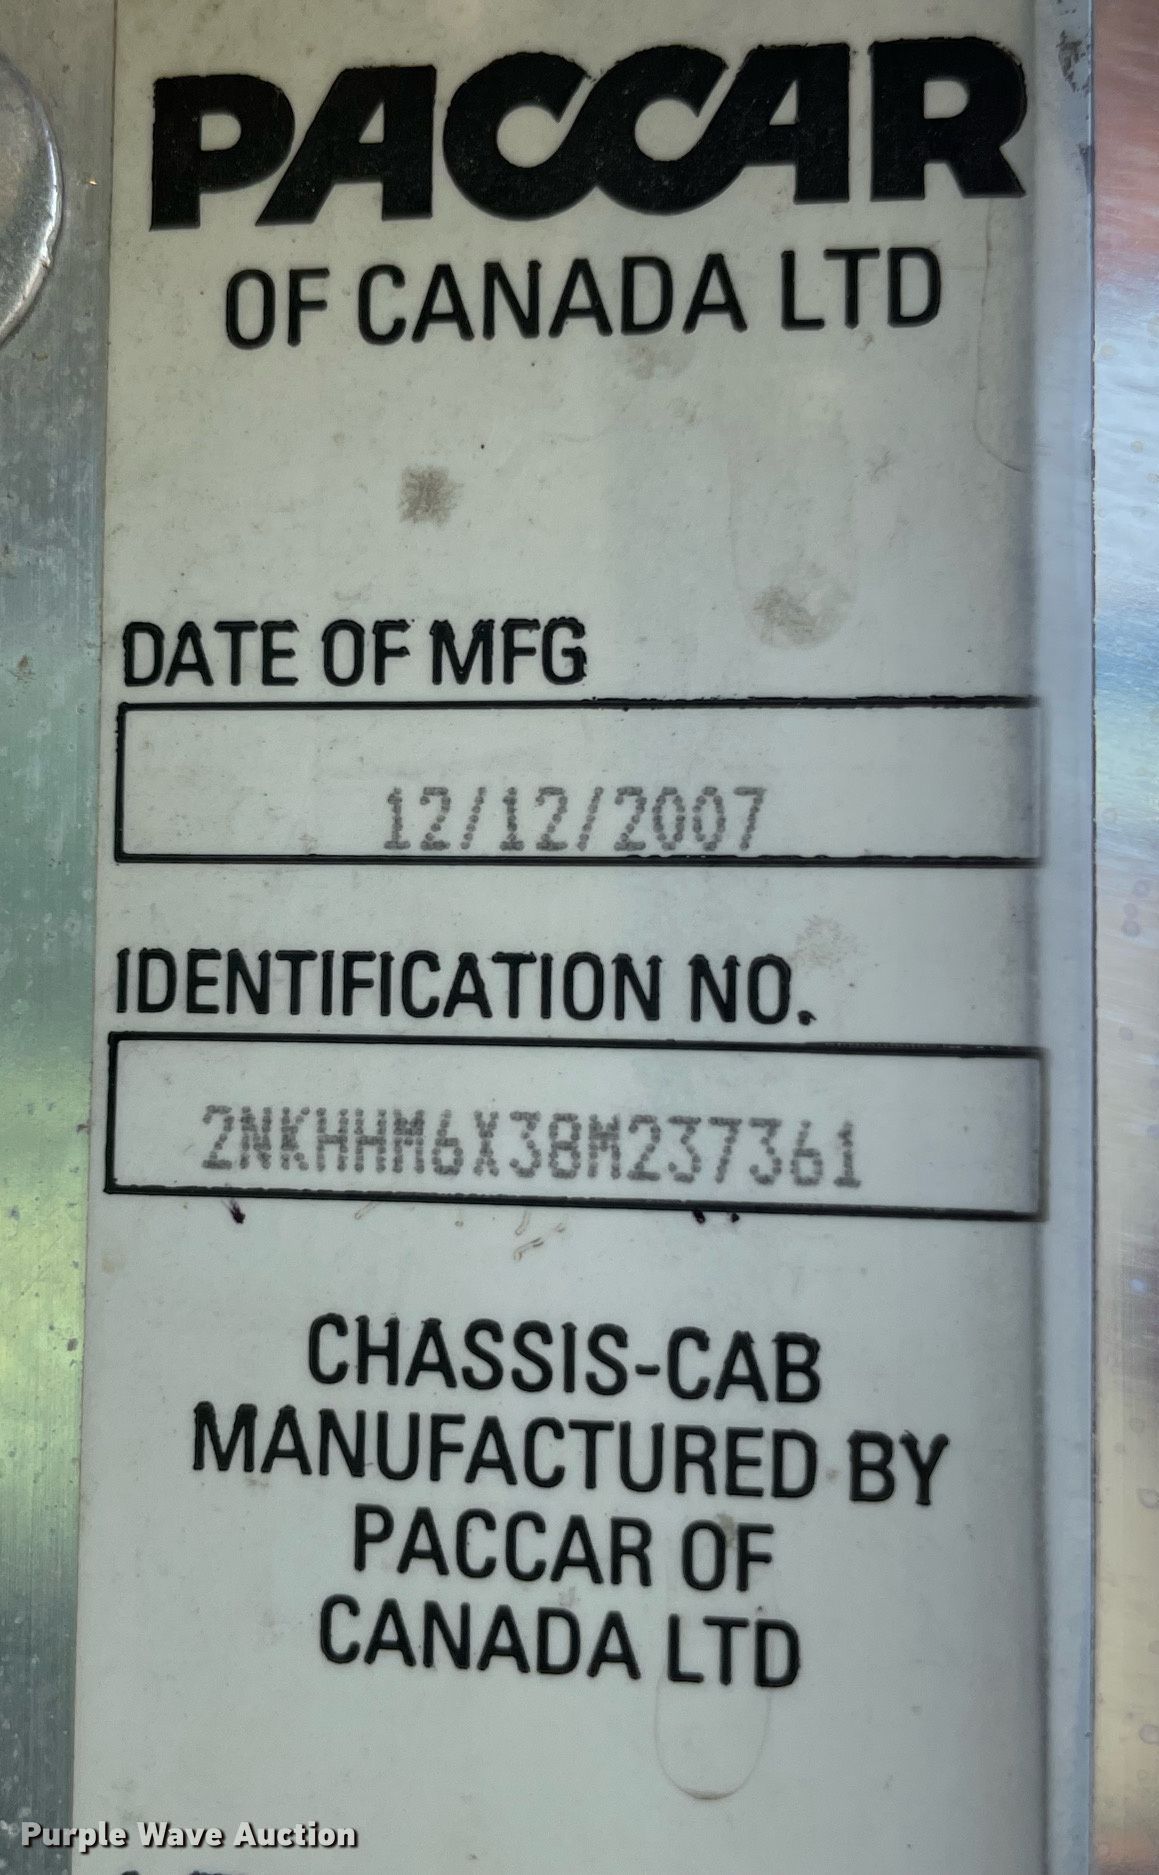 PACCAR
OF CANADA LTD
DATE OF MFG
12/12/2007
IDENTIFICATION NO.
2NKHHM6X38M237361
CHASSIS-CAB
MANUFACTURED BY
PACCAR OF
CANADA LTD
Purple Wave Auction